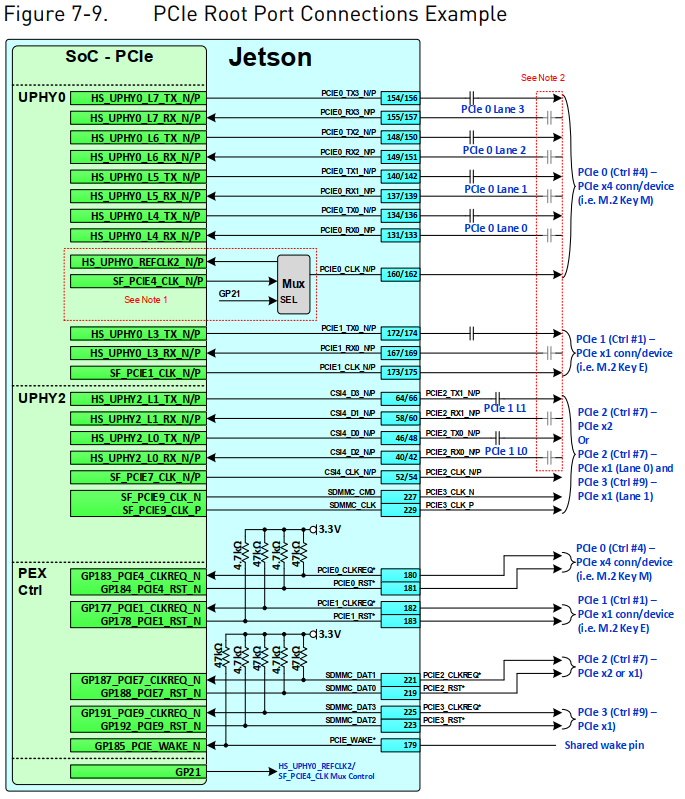 Figure 7-9. PCIe Root Port Connections Example
SoC - PCIe
Jetson
See Note 2
UPHY0
HS_UPHY0_L7_TX_N/P PCIE0_TX3_N/P 154/156
PCIe 0 Lane 3
HS_UPHY0_L7_RX_N/P PCIE0_RX3_N/P 155/157
HS_UPHY0_L6_TX_N/P PCIE0_TX2_N/P 148/150
PCIe 0 Lane 2
HS_UPHY0_L6_RX_N/P PCIE0_RX2_N/P 149/151
HS_UPHY0_L5_TX_N/P PCIE0_TX1_N/P 140/142
PCIe 0 Lane 1
HS_UPHY0_L5_RX_N/P PCIE0_RX1_N/P 137/139
HS_UPHY0_L4_TX_N/P PCIE0_TX0_N/P 134/136
PCIe 0 Lane 0
HS_UPHY0_L4_RX_N/P PCIE0_RX0_N/P 131/133
PCIe 0 (Ctrl #4) –
PCIe x4 conn/device
(i.e. M.2 Key M)
HS_UPHY0_REFCLK2_N/P
SF_PCIE4_CLK_N/P
Mux
SEL
GP21
See Note 1
PCIE0_CLK_N/P 160/162
HS_UPHY0_L3_TX_N/P PCIE1_TX0_N/P 172/174
HS_UPHY0_L3_RX_N/P PCIE1_RX0_N/P 167/169
SF_PCIE1_CLK_N/P PCIE1_CLK_N/P 173/175
PCIe 1 (Ctrl #1) –
PCIe x1 conn/device
(i.e. M.2 Key E)
UPHY2
HS_UPHY2_L1_TX_N/P CSI4_D3_N/P 64/66 PCIE2_TX1_N/P
PCIe 1 L1
HS_UPHY2_L1_RX_N/P CSI4_D1_N/P 58/60 PCIE2_RX1_N/P
HS_UPHY2_L0_TX_N/P CSI4_D0_N/P 46/48 PCIE2_TX0_N/P
PCIe 1 L0
HS_UPHY2_L0_RX_N/P CSI4_D2_N/P 40/42 PCIE2_RX0_N/P
SF_PCIE7_CLK_N/P CSI4_CLK_N/P 52/54 PCIE2_CLK_N/P
SF_PCIE9_CLK_N SDMMC_CMD 227 PCIE3_CLK_N
SF_PCIE9_CLK_P SDMMC_CLK 229 PCIE3_CLK_P
PCIe 2 (Ctrl #7) –
PCIe x2
Or
PCIe 2 (Ctrl #7) –
PCIe x1 (Lane 0) and
PCIe 3 (Ctrl #9) –
PCIe x1 (Lane 1)
3.3V
4.7kΩ 47kΩ 4.7kΩ 47kΩ
PEX
Ctrl
GP183_PCIE4_CLKREQ_N PCIE0_CLKREQ* 180
GP184_PCIE4_RST_N PCIE0_RST* 181
PCIe 0 (Ctrl #4) –
PCIe x4 conn/device
(i.e. M.2 Key M)
GP177_PCIE1_CLKREQ_N PCIE1_CLKREQ* 182
GP178_PCIE1_RST_N PCIE1_RST* 183
PCIe 1 (Ctrl #1) –
PCIe x1 conn/device
(i.e. M.2 Key E)
3.3V
47kΩ 4.7kΩ 47kΩ 4.7kΩ 47kΩ
GP187_PCIE7_CLKREQ_N SDMMC_DAT1 221 PCIE2_CLKREQ*
GP188_PCIE7_RST_N SDMMC_DAT0 219 PCIE2_RST*
PCIe 2 (Ctrl #7) –
PCIe x2 or x1)
GP191_PCIE9_CLKREQ_N SDMMC_DAT3 225 PCIE3_CLKREQ*
GP192_PCIE9_RST_N SDMMC_DAT2 223 PCIE3_RST*
PCIe 3 (Ctrl #9) –
PCIe x1)
GP185_PCIE_WAKE_N PCIE_WAKE* 179 Shared wake pin
GP21
HS_UPHY0_REFCLK2/
SF_PCIE4_CLK Mux Control